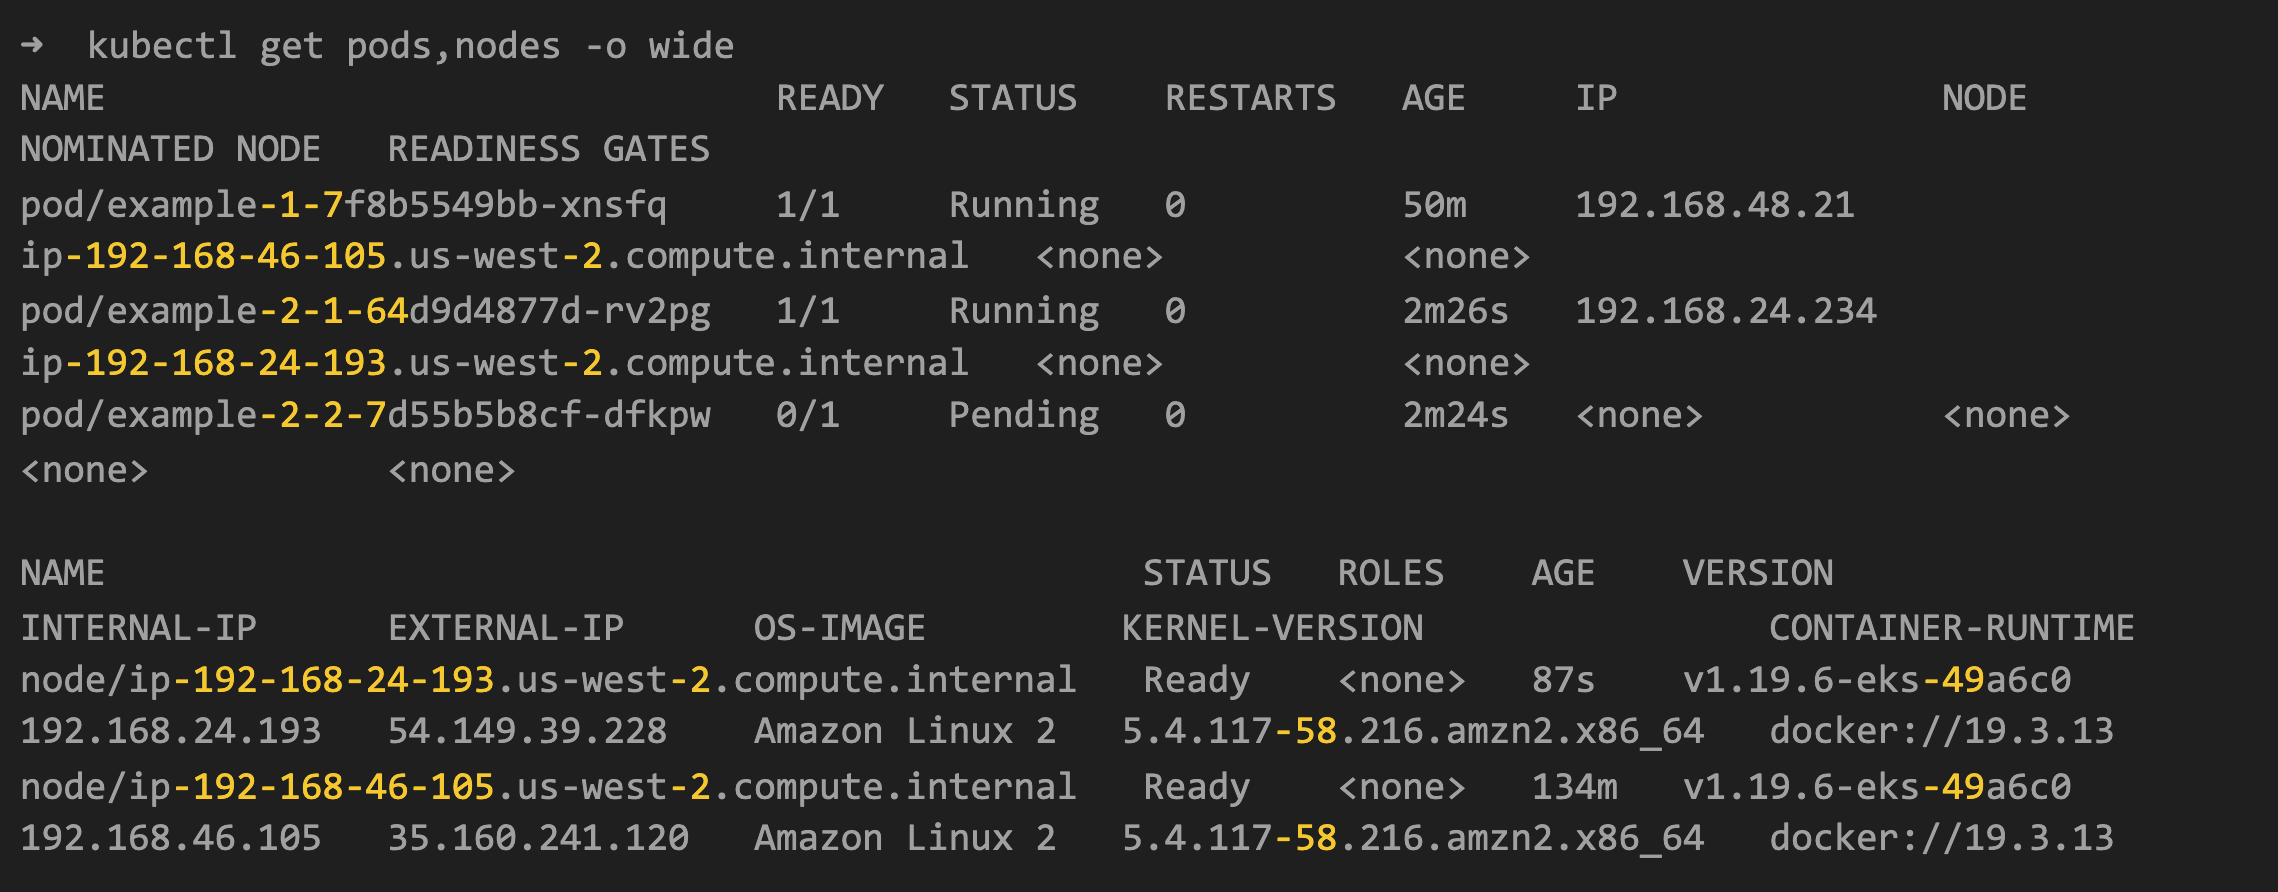 ➜  kubectl get pods,nodes -o wide
NAME                               READY   STATUS    RESTARTS   AGE     IP               NODE
NOMINATED NODE   READINESS GATES
pod/example-1-7f8b5549bb-xnsfq     1/1     Running   0          50m     192.168.48.21
ip-192-168-46-105.us-west-2.compute.internal   <none>           <none>
pod/example-2-1-64d9d4877d-rv2pg   1/1     Running   0          2m26s   192.168.24.234
ip-192-168-24-193.us-west-2.compute.internal   <none>           <none>
pod/example-2-2-7d55b5b8cf-dfkpw   0/1     Pending   0          2m24s   <none>           <none>
<none>           <none>

NAME                                                STATUS   ROLES    AGE    VERSION
INTERNAL-IP      EXTERNAL-IP      OS-IMAGE         KERNEL-VERSION                CONTAINER-RUNTIME
node/ip-192-168-24-193.us-west-2.compute.internal   Ready    <none>   87s    v1.19.6-eks-49a6c0
192.168.24.193   54.149.39.228    Amazon Linux 2   5.4.117-58.216.amzn2.x86_64   docker://19.3.13
node/ip-192-168-46-105.us-west-2.compute.internal   Ready    <none>   134m   v1.19.6-eks-49a6c0
192.168.46.105   35.160.241.120   Amazon Linux 2   5.4.117-58.216.amzn2.x86_64   docker://19.3.13